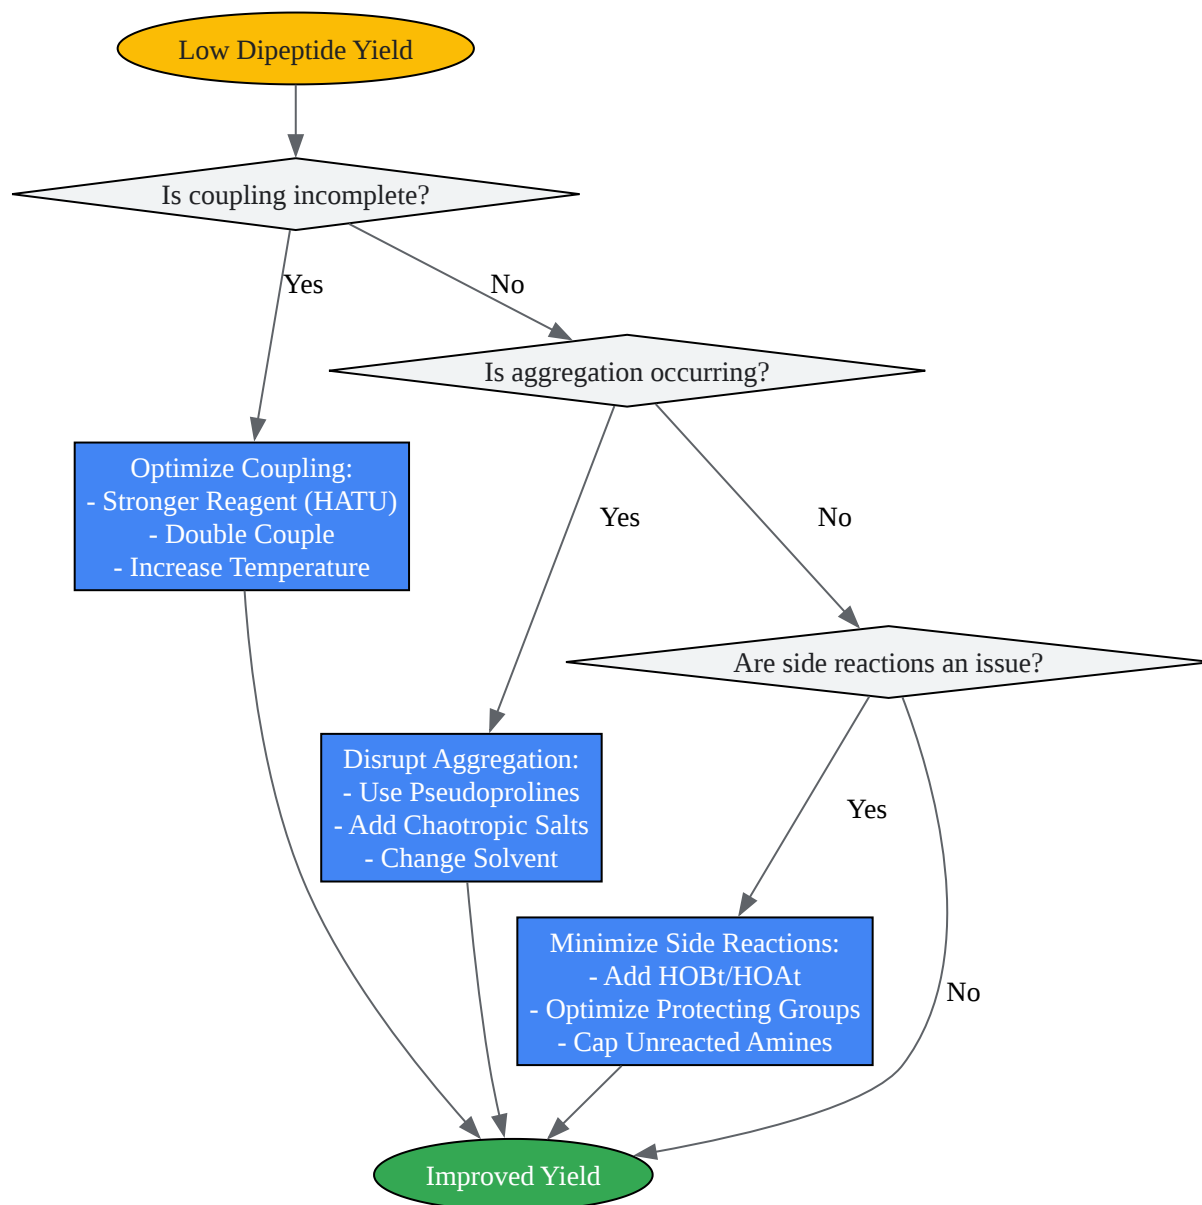 Low Dipeptide Yield
Is coupling incomplete?
Yes
No
Is aggregation occurring?
Optimize Coupling:
- Stronger Reagent (HATU)
- Double Couple
- Increase Temperature
Yes
No
Are side reactions an issue?
Disrupt Aggregation:
- Use Pseudoprolines
- Add Chaotropic Salts
- Change Solvent
Yes
No
Minimize Side Reactions:
- Add HOBt/HOAt
- Optimize Protecting Groups
- Cap Unreacted Amines
Improved Yield